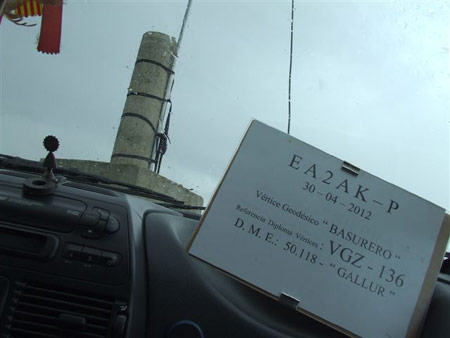 EA2AK-P
30-04-2012
Vértice Geodésico "BASURERO"
Referencia Diploma Vértices: VGZ-136
D.M.E.: 50.118- "GALLUR"